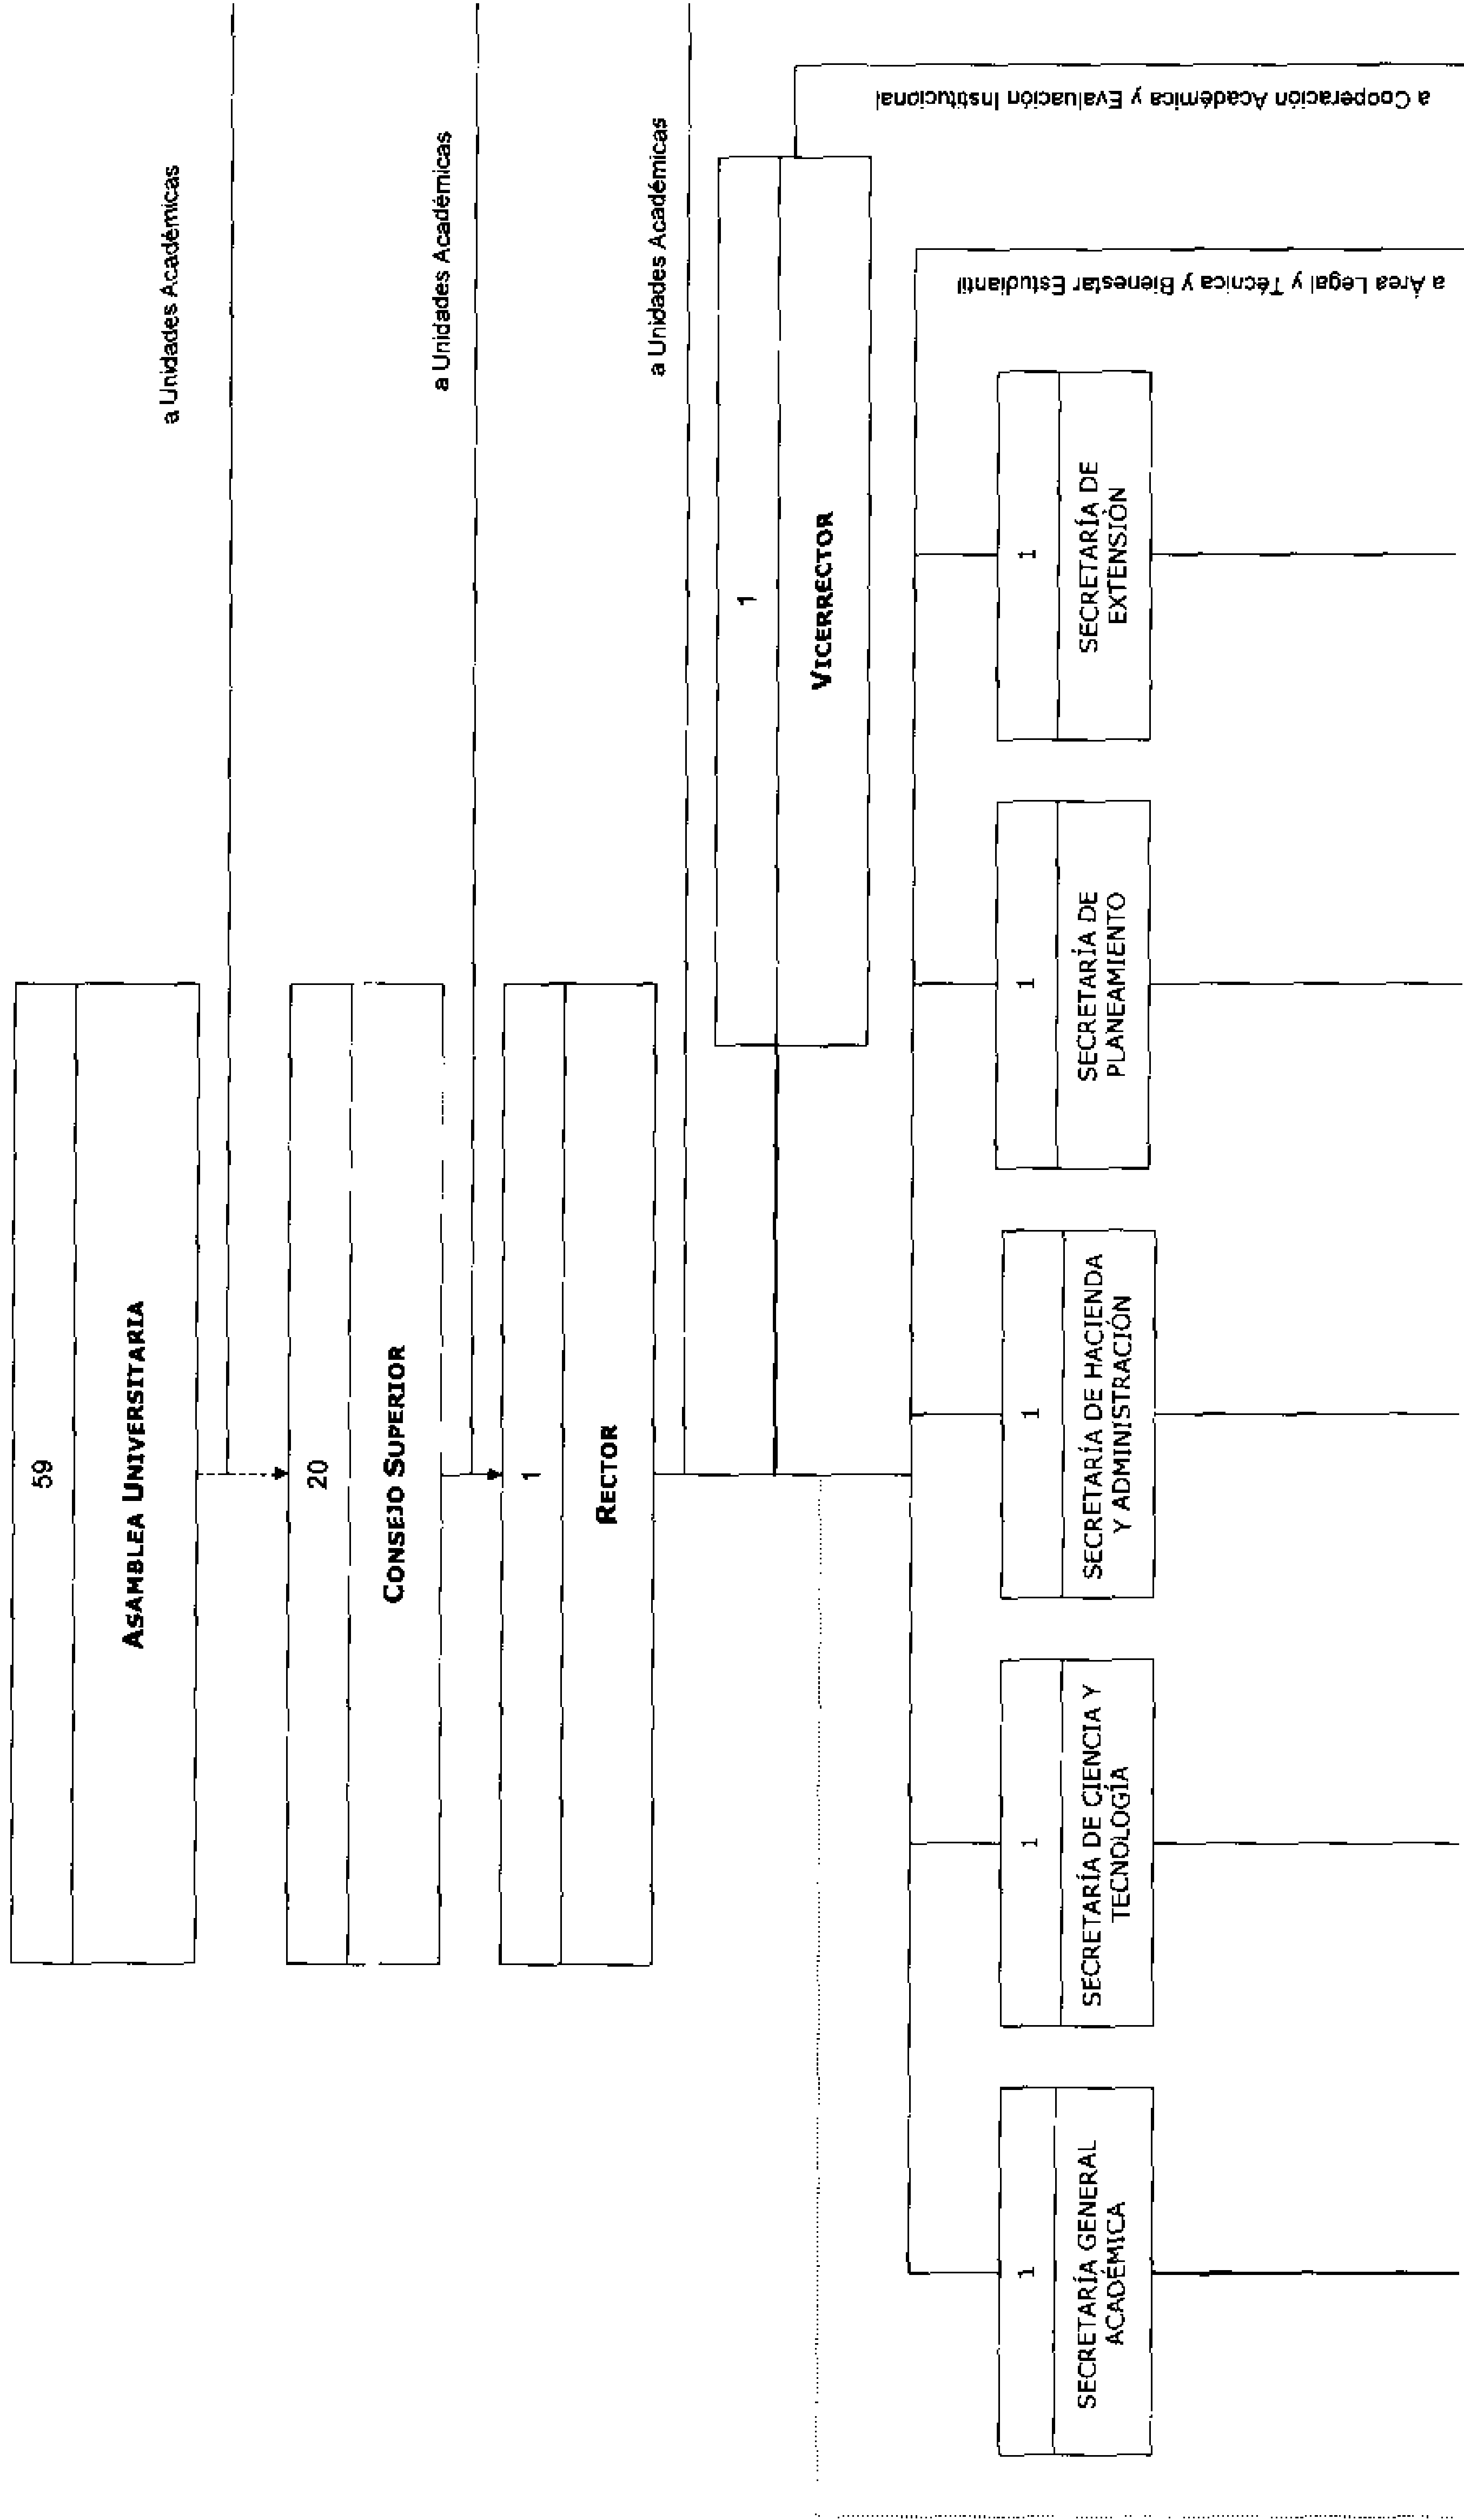 59
ASAMBLEA UNIVERSITARIA
a Unidades Académicas
20
CONSEJO SUPERIOR
a Unidades Académicas
1
RECTOR
a Unidades Académicas
1
VICERRECTOR
a Cooperación Académica y Evaluación Institucional
a Área Legal y Técnica y Bienestar Estudiantil
1
SECRETARÍA GENERAL
ACADÉMICA
1
SECRETARÍA DE CIENCIA Y
TECNOLOGÍA
1
SECRETARÍA DE HACIENDA
Y ADMINISTRACIÓN
1
SECRETARÍA DE
PLANEAMIENTO
1
SECRETARÍA DE
EXTENSIÓN